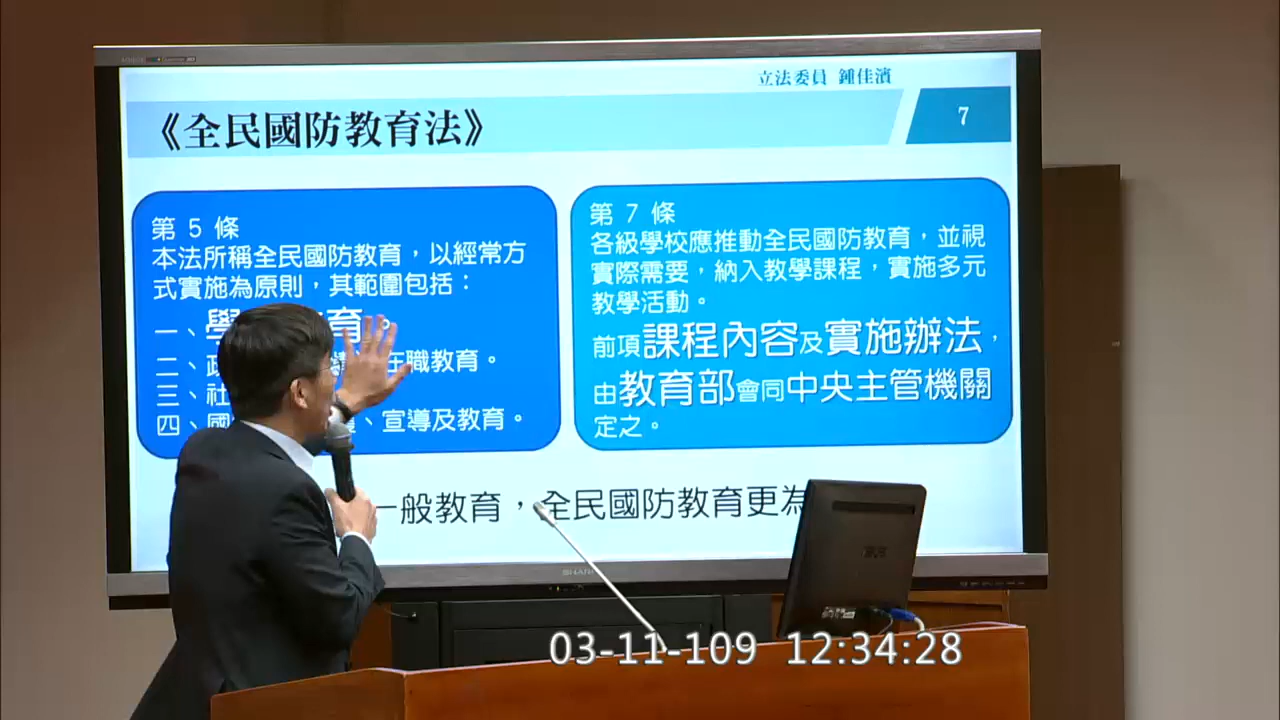 立法委員 鍾佳濱
7
《全民國防教育法》
第 5 條
本法所稱全民國防教育，以經常方
式實施為原則，其範圍包括：
一、學 育。
二、政 在職教育。
三、社
四、國 、宣導及教育。
第 7 條
各級學校應推動全民國防教育，並視
實際需要，納入教學課程，實施多元
教學活動。
前項課程內容及實施辦法，
由教育部會同中央主管機關
定之。
一般教育，全民國防教育更為
SHARP
03-11-109 12:34:28